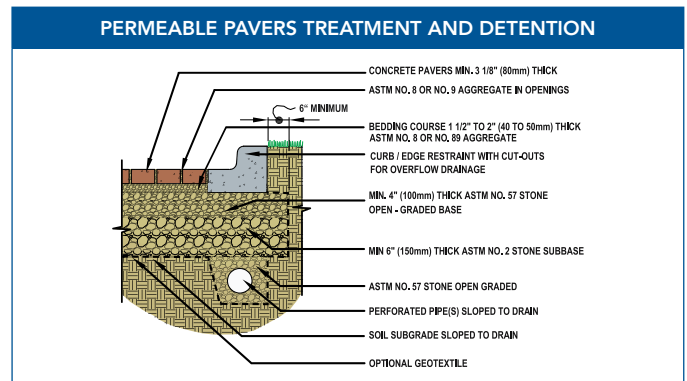 PERMEABLE PAVERS TREATMENT AND DETENTION
CONCRETE PAVERS MIN. 3 1/8" (80mm) THICK
ASTM NO. 8 OR NO. 9 AGGREGATE IN OPENINGS
6" MINIMUM
BEDDING COURSE 1 1/2" TO 2" (40 TO 50mm) THICK
ASTM NO. 8 OR NO. 89 AGGREGATE
CURB / EDGE RESTRAINT WITH CUT-OUTS
FOR OVERFLOW DRAINAGE
MIN. 4" (100mm) THICK ASTM NO. 57 STONE
OPEN - GRADED BASE
MIN 6" (150mm) THICK ASTM NO. 2 STONE SUBBASE
ASTM NO. 57 STONE OPEN GRADED
PERFORATED PIPE(S) SLOPED TO DRAIN
SOIL SUBGRADE SLOPED TO DRAIN
OPTIONAL GEOTEXTILE